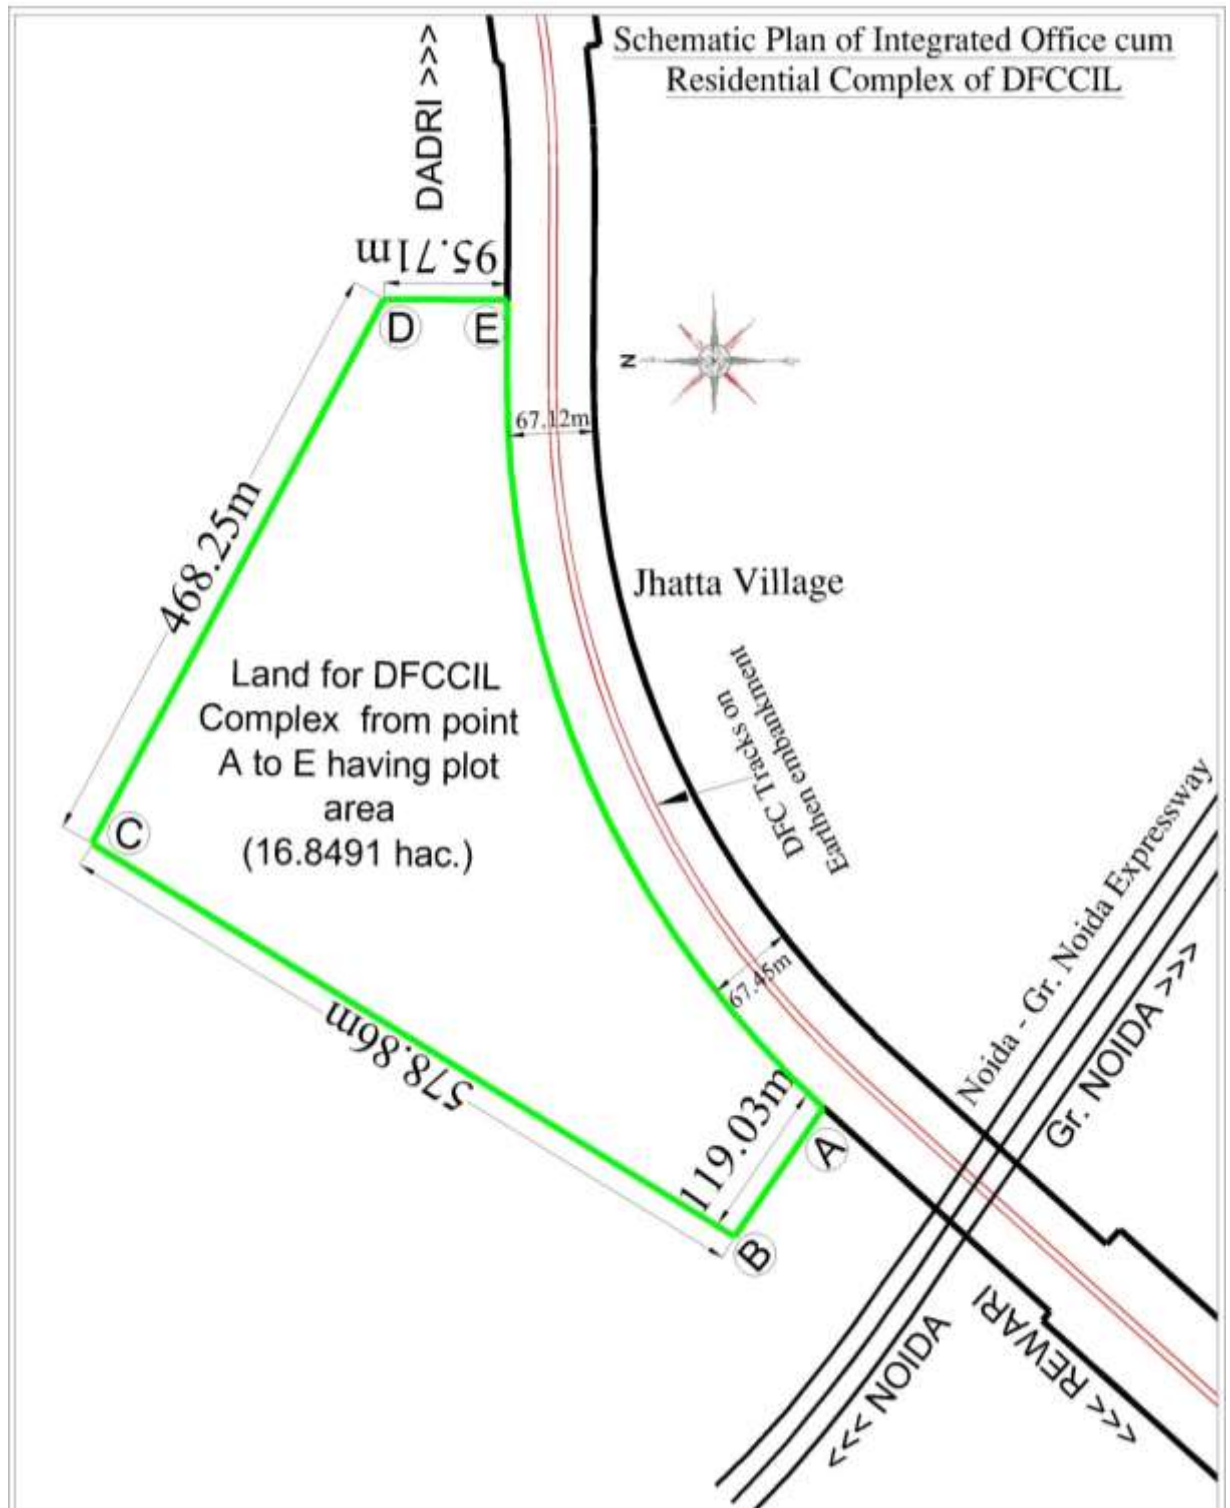 Schematic Plan of Integrated Office cum
Residential Complex of DFCCIL
DADRI >>>
95.71m
D
E
N
67.12m
468.25m
Jhatta Village
Land for DFCCIL
Complex from point
A to E having plot
area
(16.8491 hac.)
DFC Tracks on
Earthen embankment
C
67.45m
Noida - Gr. Noida Expressway
Gr. NOIDA >>>
578.86m
119.03m
A
B
<<< NOIDA
<<< REWARI